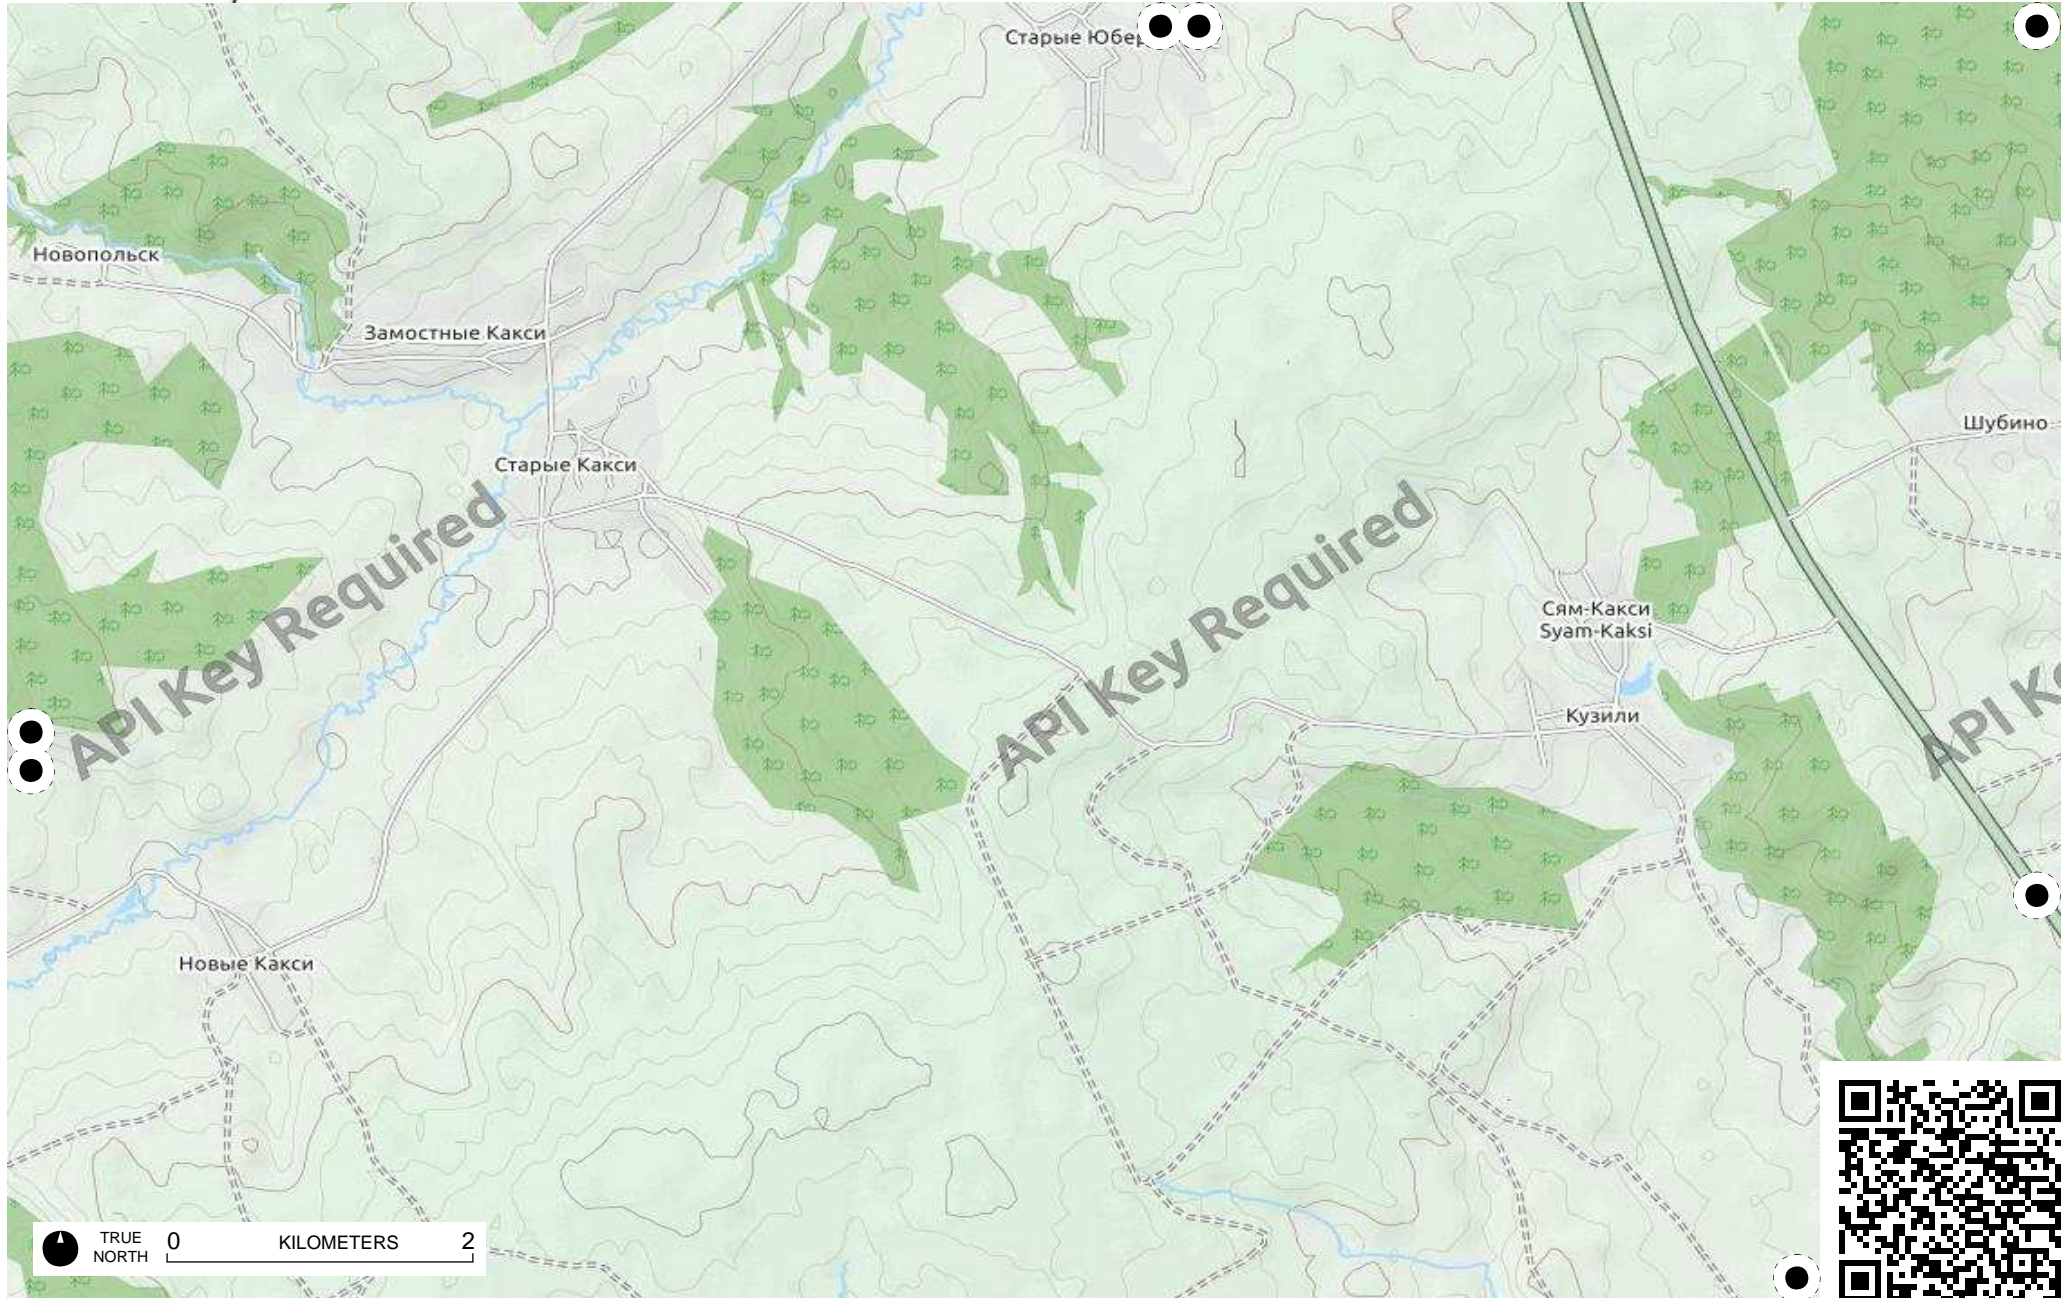 Старые Юбер
Новопольск
Замостные Какси
Шубино
Старые Какси
API Key Required
API Key Required
Сям-Какси
Syam-Kaksi
API Ke
Кузили
Новые Какси
TRUE
NORTH
0 KILOMETERS 2